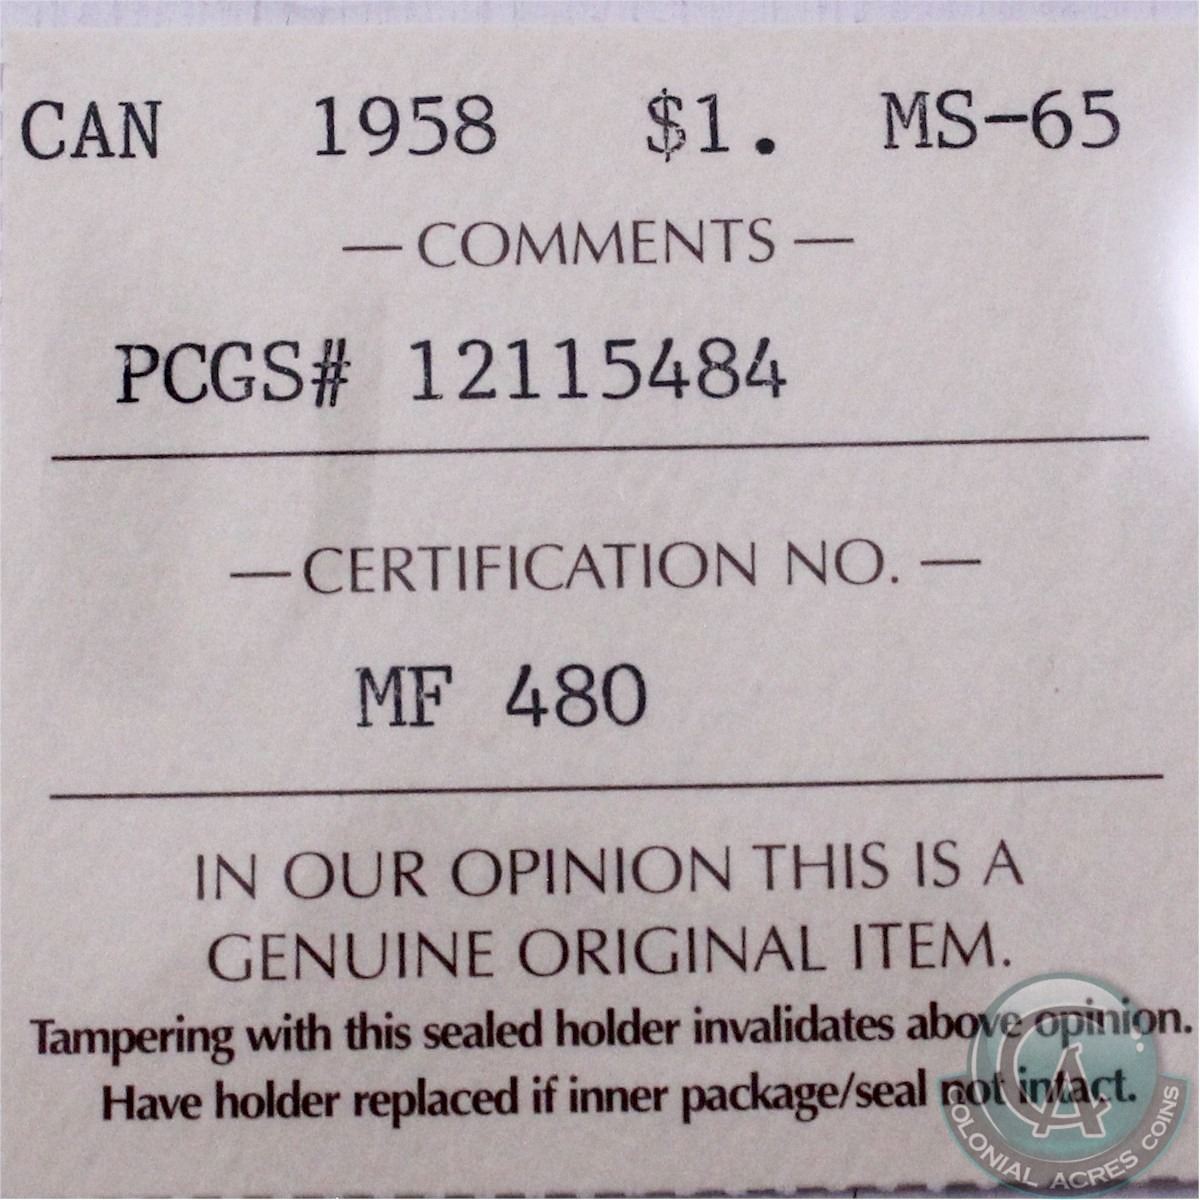 CAN 1958 $1. MS-65
— COMMENTS —
PCGS# 12115484
— CERTIFICATION NO. —
MF 480
IN OUR OPINION THIS IS A
GENUINE ORIGINAL ITEM.
Tampering with this sealed holder invalidates above opinion.
Have holder replaced if inner package/seal not intact.
CA
COLONIAL ACRES COINS